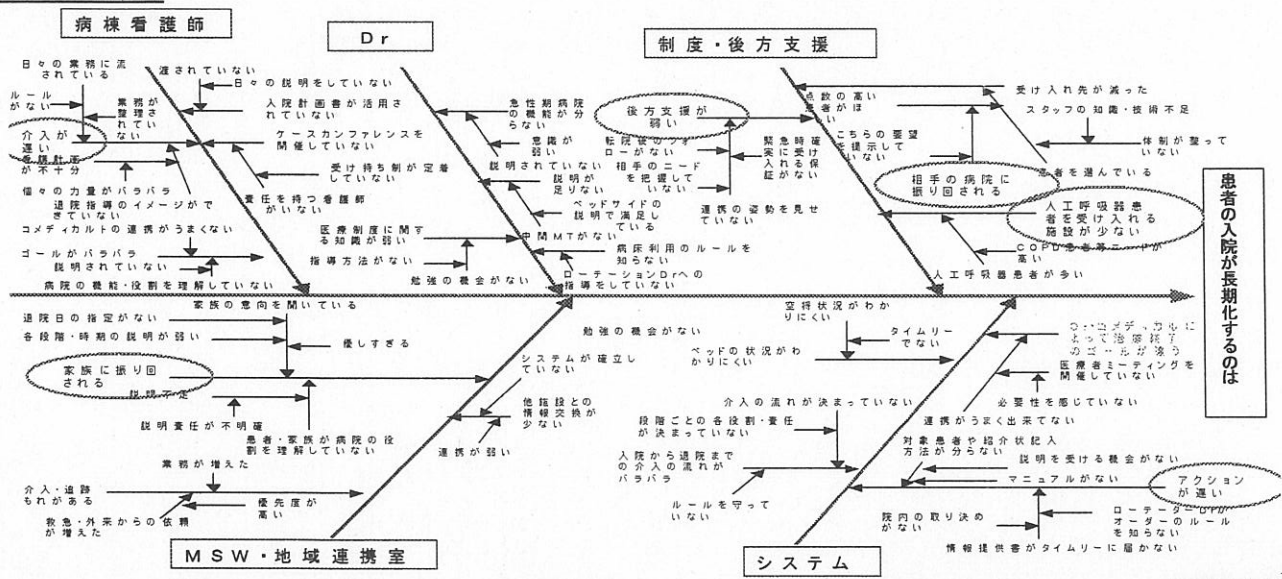 病棟看護師
日々の業務に流
されている
ルール
がない
業務が
整理さ
れてい
ない
介入が
遅い
看護計画
が不十分
個々の力量がバラバラ
退院指導のイメージがで
きていない
コメディカルトの連携がうまくない
ゴールがバラバラ
説明されていない
病院の機能・役割を理解していない
渡されていない
日々の説明をしていない
入院計画書が活用さ
れていない
ケースカンファレンスを
開催していない
受け持ち制が定着
していない
責任を持つ看護師
がいない
Dr
急性期病院
の機能が分
らない
意識が
弱い
説明されていない
説明が
足りない
ベッドサイドの
説明で満足し
ている
中間MTがない
医療制度に関す
る知識が弱い
指導方法がない
勉強の機会がない
病床利用のルールを
知らない
ローテーションDrへの
指導をしていない
制度・後方支援
後方支援が
弱い
転院後のフォ
ローがない
相手のニード
を把握して
いない
緊急時確
実に受け
入れる保
証がない
連携の姿勢を見せ
ていない
点数の高い
患者がほ
い
こちらの要望
を提示して
いない
受け入れ先が減った
スタッフの知識・技術不足
体制が整って
いない
患者を選んでいる
相手の病院に
振り回される
人工呼吸器患
者を受け入れる
施設が少ない
COPD患者等ニードが
高い
人工呼吸器患者が多い
患者の入院が長期化するのは
家族の意向を聞いている
退院日の指定がない
各段階・時期の説明が弱い
優しすぎる
家族に振り回
される
説明不足
説明責任が不明確
患者・家族が病院の役
割を理解していない
業務が増えた
介入・追跡
もれがある
優先度が
高い
救急・外来からの依頼
が増えた
勉強の機会がない
システムが確立し
ていない
他施設との
情報交換が
少ない
連携が弱い
MSW・地域連携室
空床状況がわか
りにくい
タイムリー
でない
ベッドの状況がわ
かりにくい
介入の流れが決まっていない
段階ごとの各役割・責任
が決まっていない
入院から退院まで
の介入の流れが
バラバラ
ルールを守って
いない
よって治療終了
のゴールが違う
医療者ミーティングを
開催していない
必要性を感じていない
連携がうまく出来てない
対象患者や紹介状記入
方法が分らない
説明を受ける機会がない
マニュアルがない
アクション
が遅い
院内の取り決め
がない
ローテーターDrが
オーダーのルール
を知らない
情報提供書がタイムリーに届かない
システム